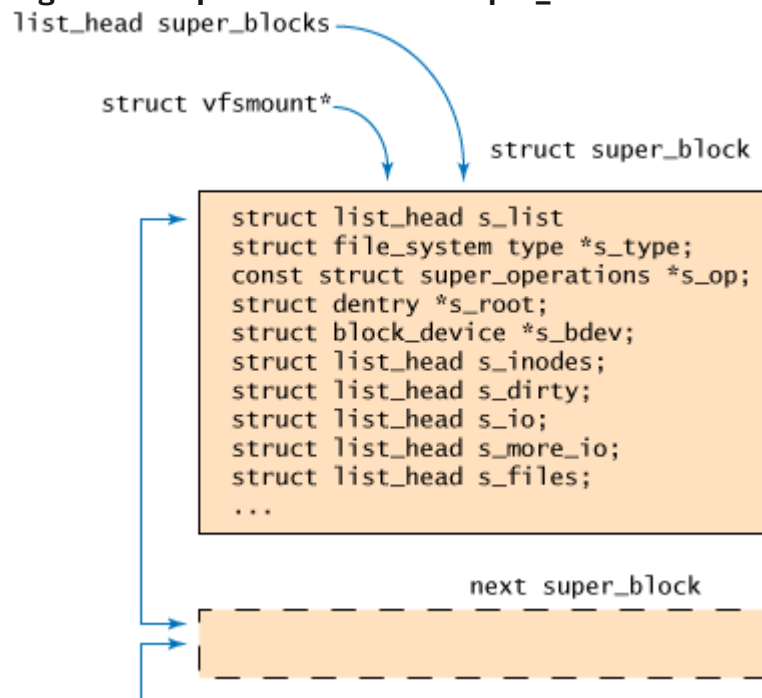 list_head super_blocks
struct vfsmount*
struct super_block
struct list_head s_list
struct file_system type *s_type;
const struct super_operations *s_op;
struct dentry *s_root;
struct block_device *s_bdev;
struct list_head s_inodes;
struct list_head s_dirty;
struct list_head s_io;
struct list_head s_more_io;
struct list_head s_files;
...
next super_block